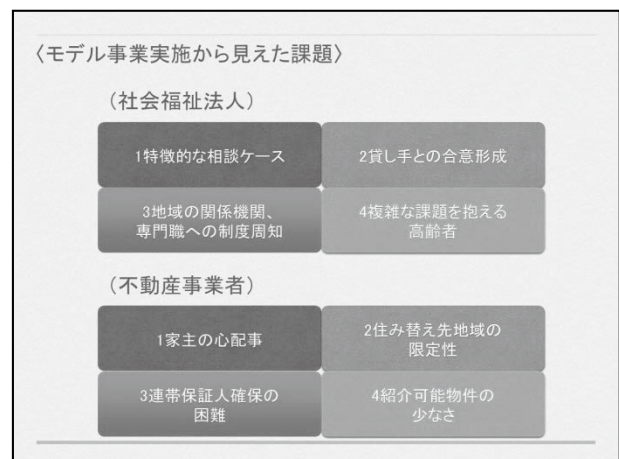 〈モデル事業実施から見えた課題〉
(社会福祉法人)
1特徴的な相談ケース
2貸し手との合意形成
3地域の関係機関、
専門職への制度周知
4複雑な課題を抱える
高齢者
(不動産事業者)
1家主の心配事
2住み替え先地域の
限定性
3連帯保証人確保の
困難
4紹介可能物件の
少なさ